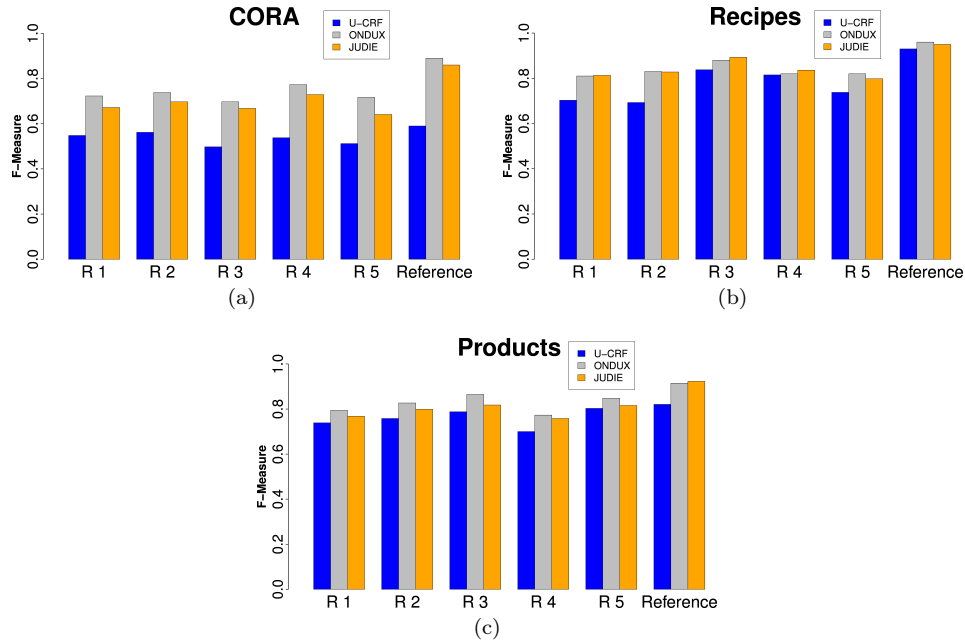 CORA
U-CRF
ONDUX
JUDIE
F-Measure
0.0 0.2 0.4 0.6 0.8 1.0
R 1 R 2 R 3 R 4 R 5 Reference
(a)
Recipes
U-CRF
ONDUX
JUDIE
F-Measure
0.0 0.2 0.4 0.6 0.8 1.0
R 1 R 2 R 3 R 4 R 5 Reference
(b)
Products
U-CRF
ONDUX
JUDIE
F-Measure
0.0 0.2 0.4 0.6 0.8 1.0
R 1 R 2 R 3 R 4 R 5 Reference
(c)